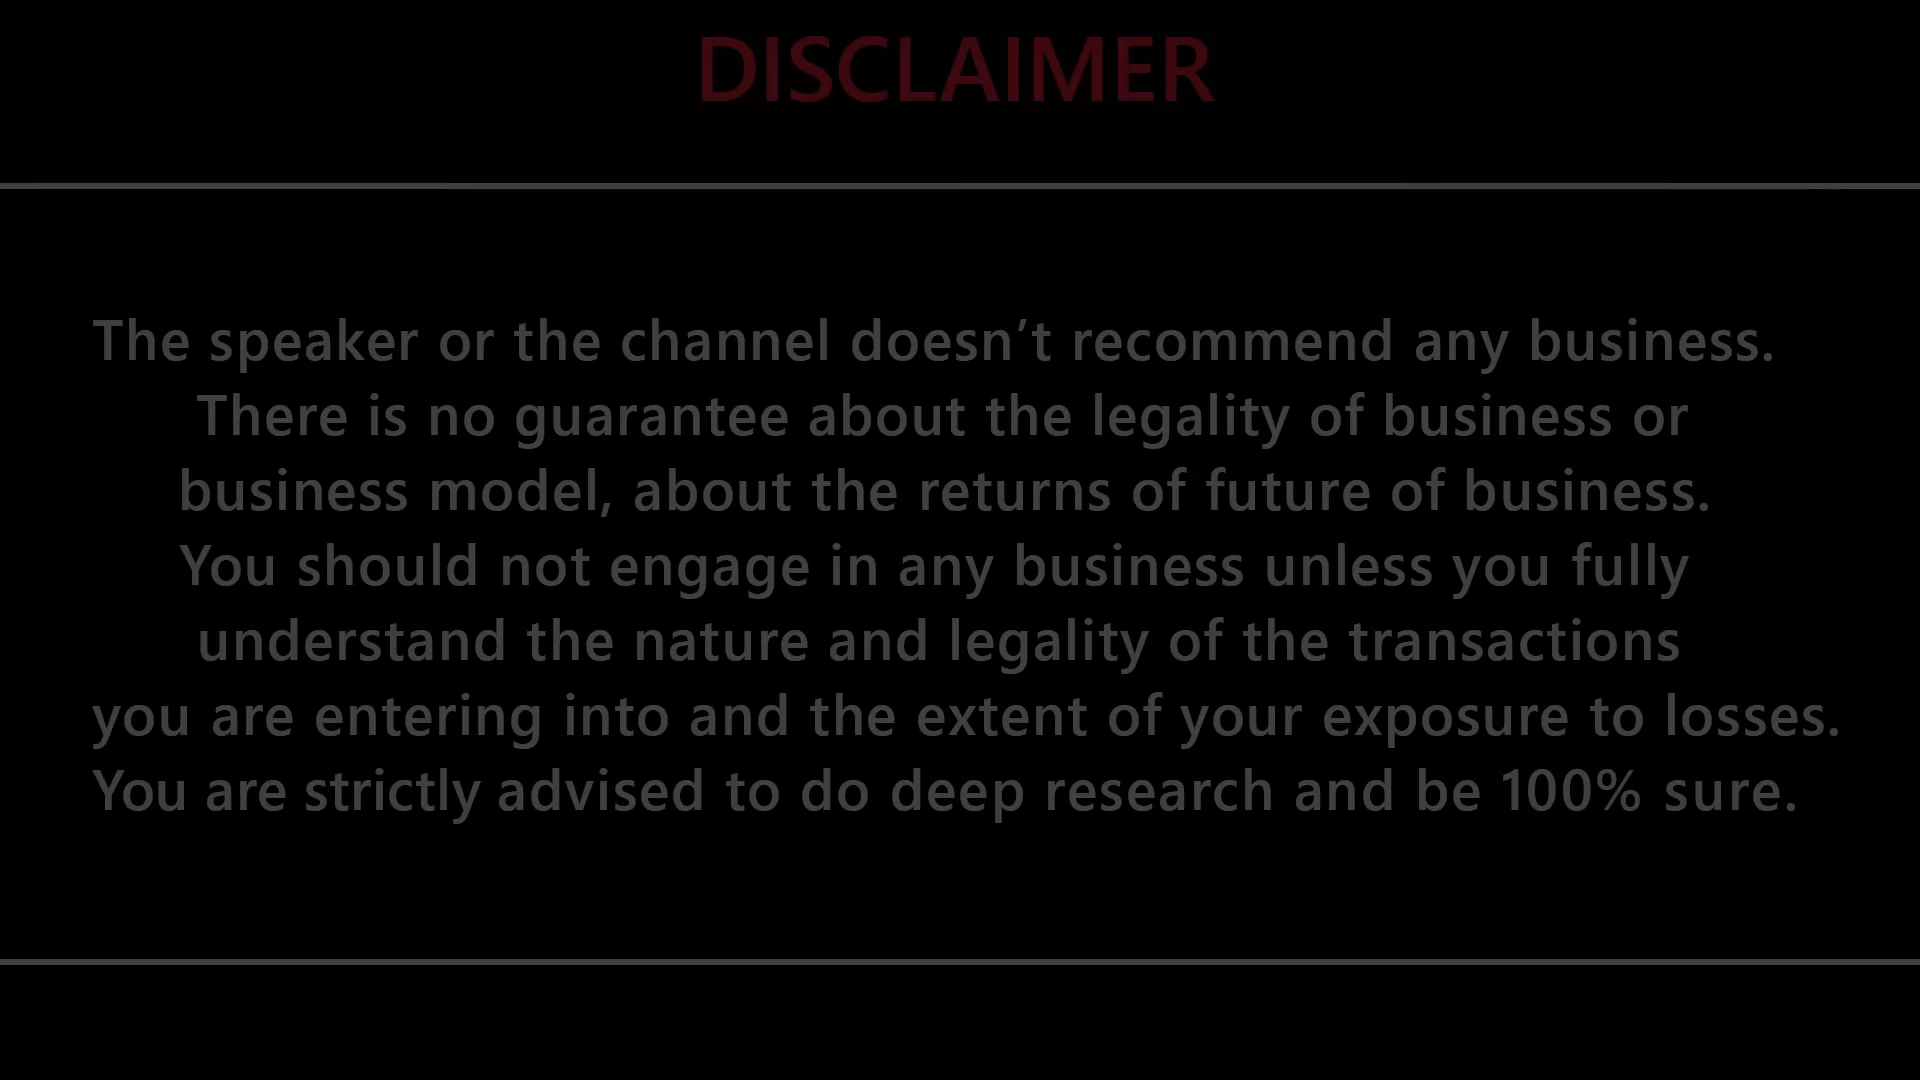 DISCLAIMER
The speaker or the channel doesn’t recommend any business.
There is no guarantee about the legality of business or
business model, about the returns of future of business.
You should not engage in any business unless you fully
understand the nature and legality of the transactions
you are entering into and the extent of your exposure to losses.
You are strictly advised to do deep research and be 100% sure.